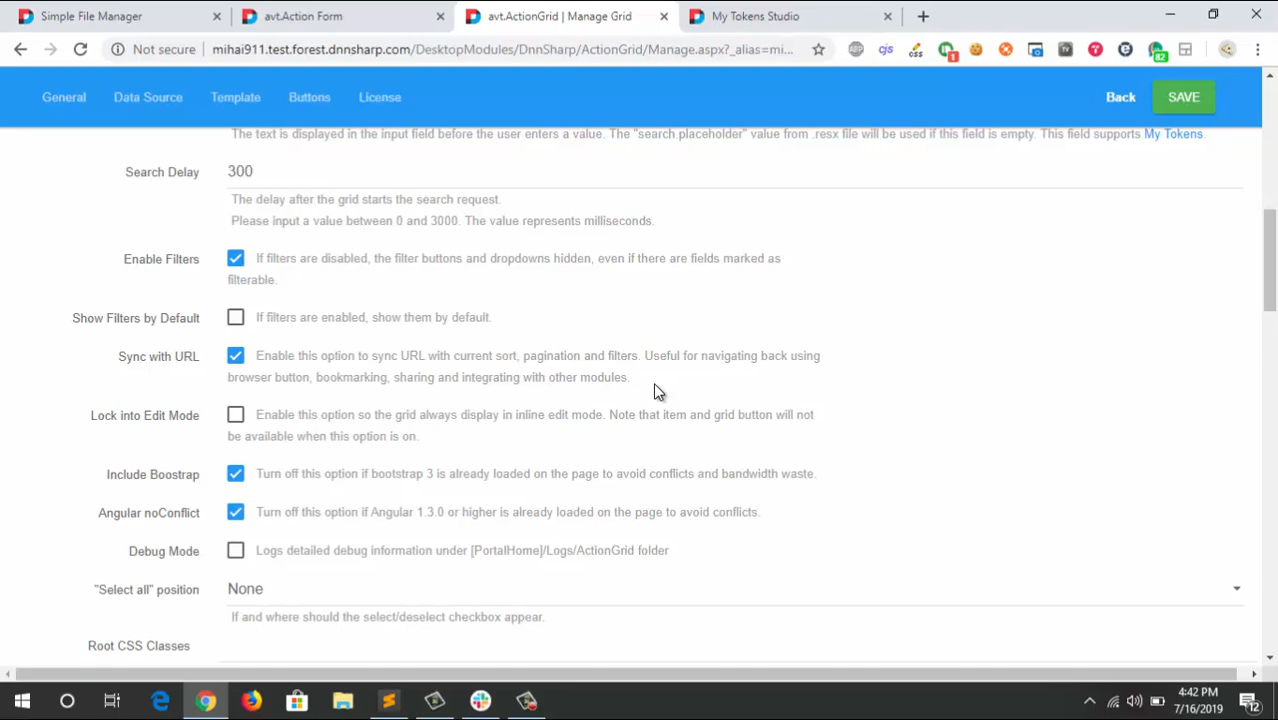 Simple File Manager
avt.Action Form
avt.ActionGrid | Manage Grid
My Tokens Studio
Not secure
mihai911.test.forest.dnnsharp.com/DesktopModules/DnnSharp/ActionGrid/Manage.aspx?_alias=mi...
General
Data Source
Template
Buttons
License
Back
SAVE
The text is displayed in the input field before the user enters a value. The "search.placeholder" value from .resx file will be used if this field is empty. This field supports My Tokens.
Search Delay
300
The delay after the grid starts the search request.
Please input a value between 0 and 3000. The value represents milliseconds.
Enable Filters
If filters are disabled, the filter buttons and dropdowns hidden, even if there are fields marked as
filterable.
Show Filters by Default
If filters are enabled, show them by default.
Sync with URL
Enable this option to sync URL with current sort, pagination and filters. Useful for navigating back using
browser button, bookmarking, sharing and integrating with other modules.
Lock into Edit Mode
Enable this option so the grid always display in inline edit mode. Note that item and grid button will not
be available when this option is on.
Include Boostrap
Turn off this option if bootstrap 3 is already loaded on the page to avoid conflicts and bandwidth waste.
Angular noConflict
Turn off this option if Angular 1.3.0 or higher is already loaded on the page to avoid conflicts.
Debug Mode
Logs detailed debug information under [PortalHome]/Logs/ActionGrid folder
"Select all" position
None
If and where should the select/deselect checkbox appear.
Root CSS Classes
4:42 PM
7/16/2019
12